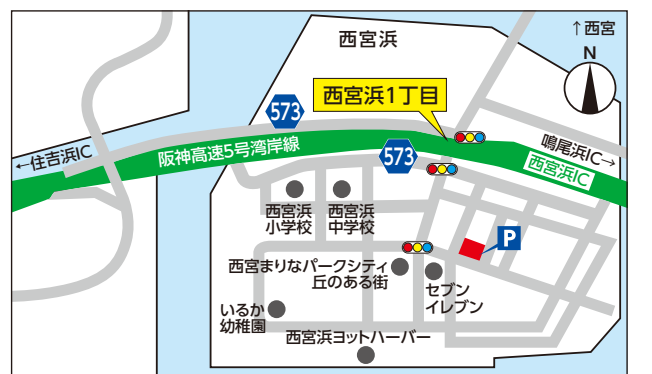 ↑西宮
N
西宮浜
西宮浜1丁目
573
鳴尾浜IC→
←住吉浜IC
阪神高速5号湾岸線
573
西宮浜IC
西宮浜
小学校
西宮浜
中学校
P
西宮まりなパークシティ
丘のある街
セブン
イレブン
いるか
幼稚園
西宮浜ヨットハーバー